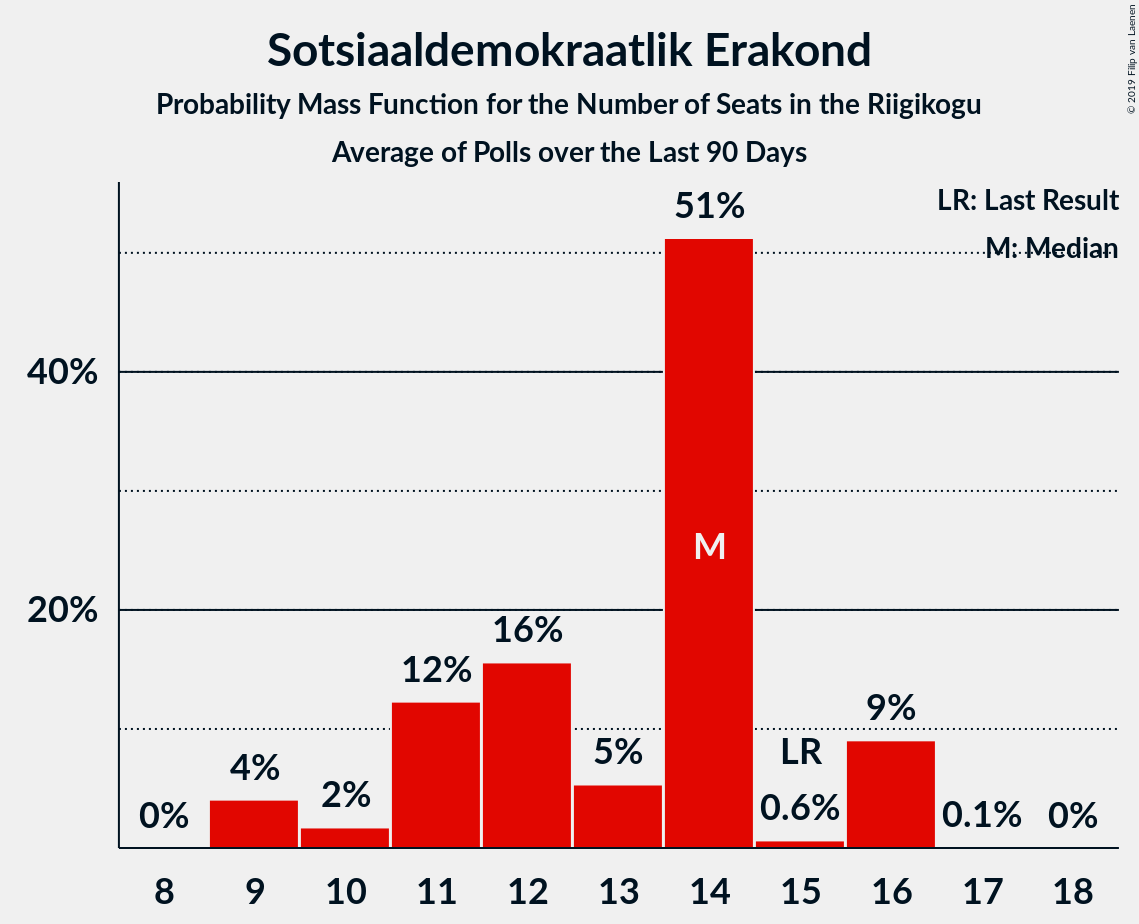 Sotsiaaldemokraatlik Erakond
Probability Mass Function for the Number of Seats in the Riigikogu
Average of Polls over the Last 90 Days
© 2019 Filip van Laenen
LR: Last Result
M: Median
51%
40%
M
20%
16%
12%
9%
5%
LR
4%
2%
0.6%
0%
0.1%
0%
8 9 10 11 12 13 14 15 16 17 18